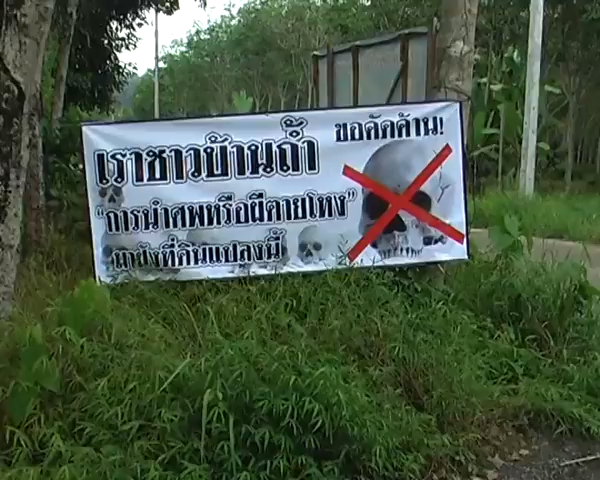 เราชาวบ้านถ้ำ ขอคัดค้าน!
"การนำศพหรือผีตายโหง"
มาฝังที่ดินแปลงนี้